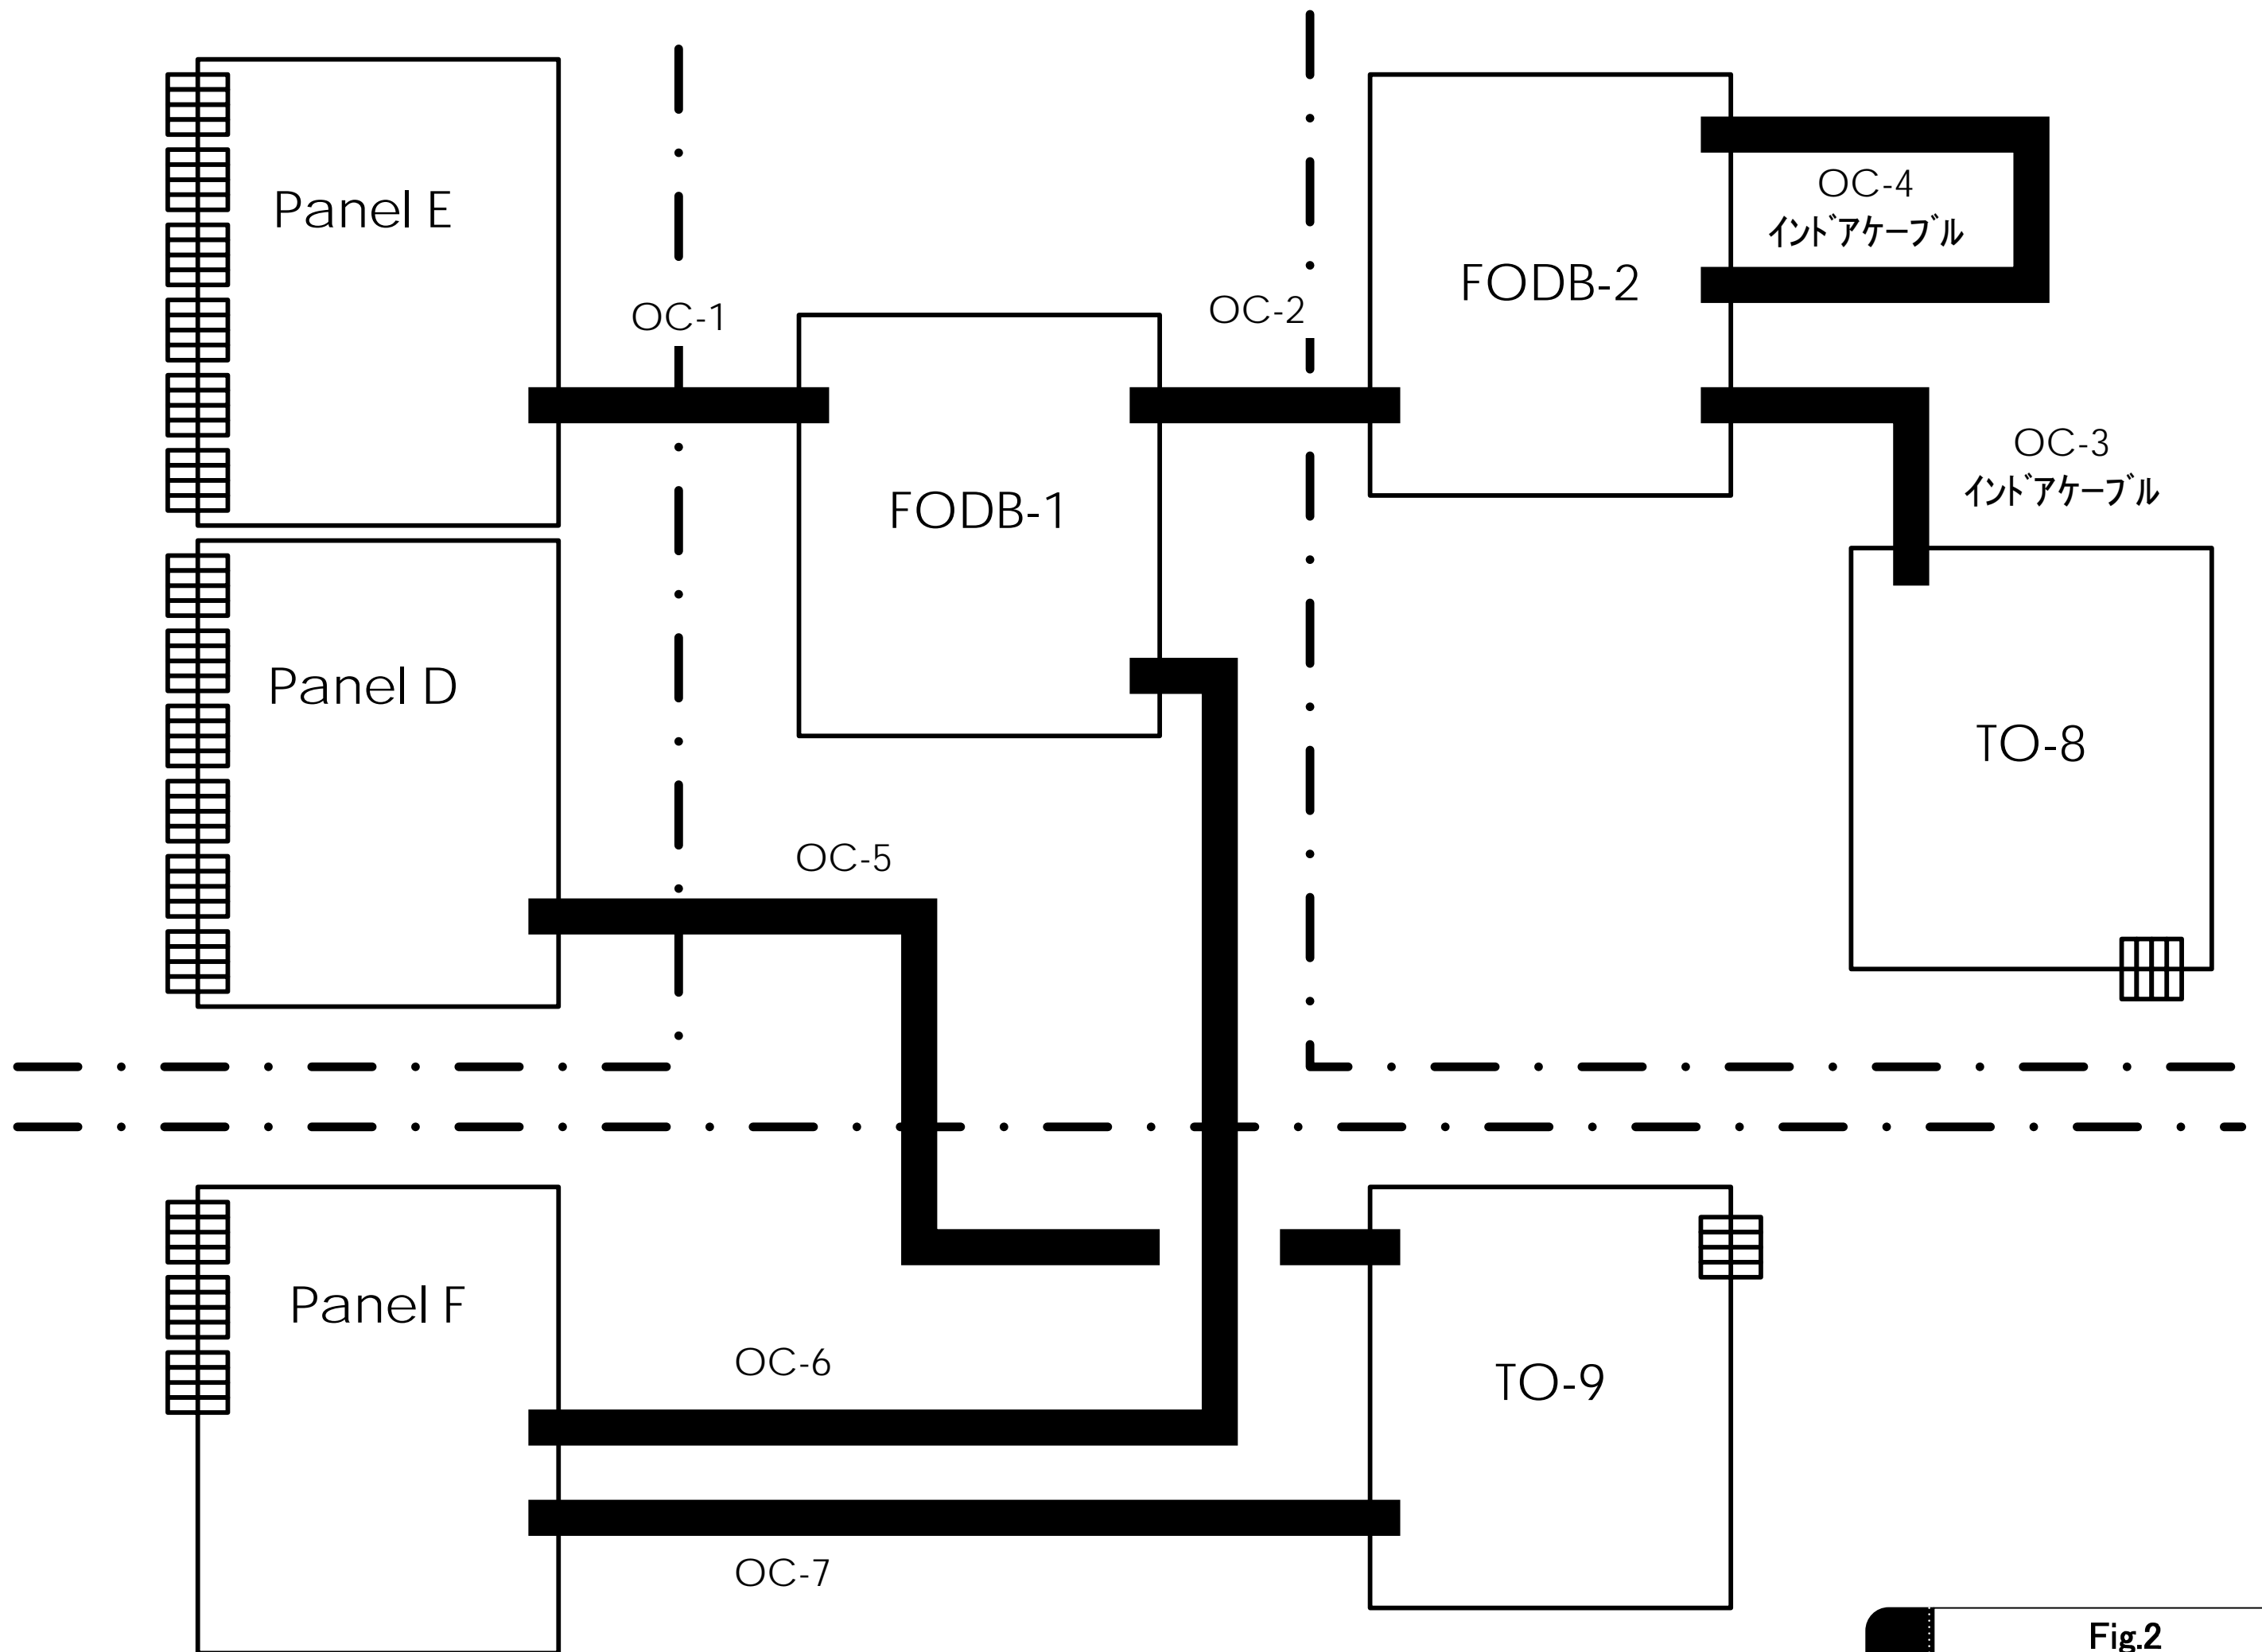 Panel E
OC-1
OC-2
FODB-2
OC-4
インドアケーブル
OC-3
インドアケーブル
FODB-1
Panel D
TO-8
OC-5
Panel F
OC-6
TO-9
OC-7
Fig.2